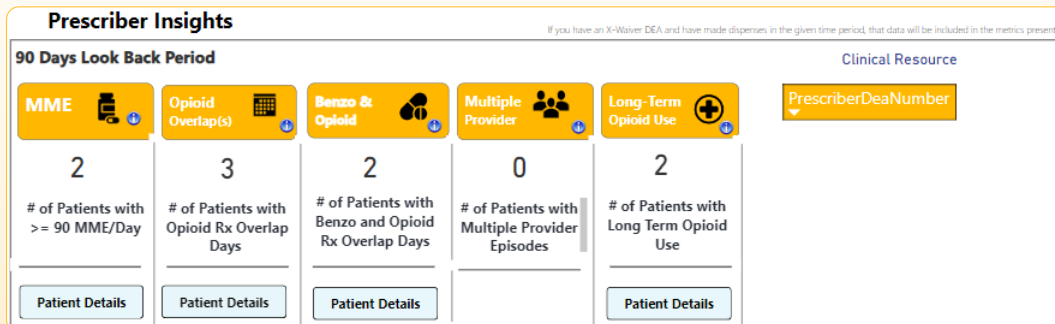 Prescriber Insights
If you have an X-Waiver DEA and have made dispenses in the given time period, that data will be included in the metrics present
90 Days Look Back Period
Clinical Resource
MME
Opioid
Overlap(s)
Benzo &
Opioid
Multiple
Provider
Long-Term
Opioid Use
PrescriberDeaNumber
2
3
2
0
2
# of Patients with
>= 90 MME/Day
# of Patients with
Opioid Rx Overlap
Days
# of Patients with
Benzo and Opioid
Rx Overlap Days
# of Patients with
Multiple Provider
Episodes
# of Patients with
Long Term Opioid
Use
Patient Details
Patient Details
Patient Details
Patient Details